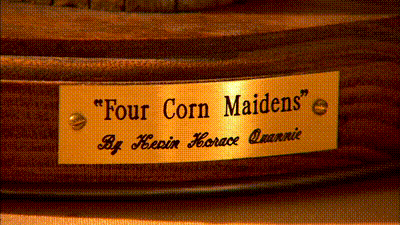 "Four Corn Maidens"
By Kevin Horace Quannie